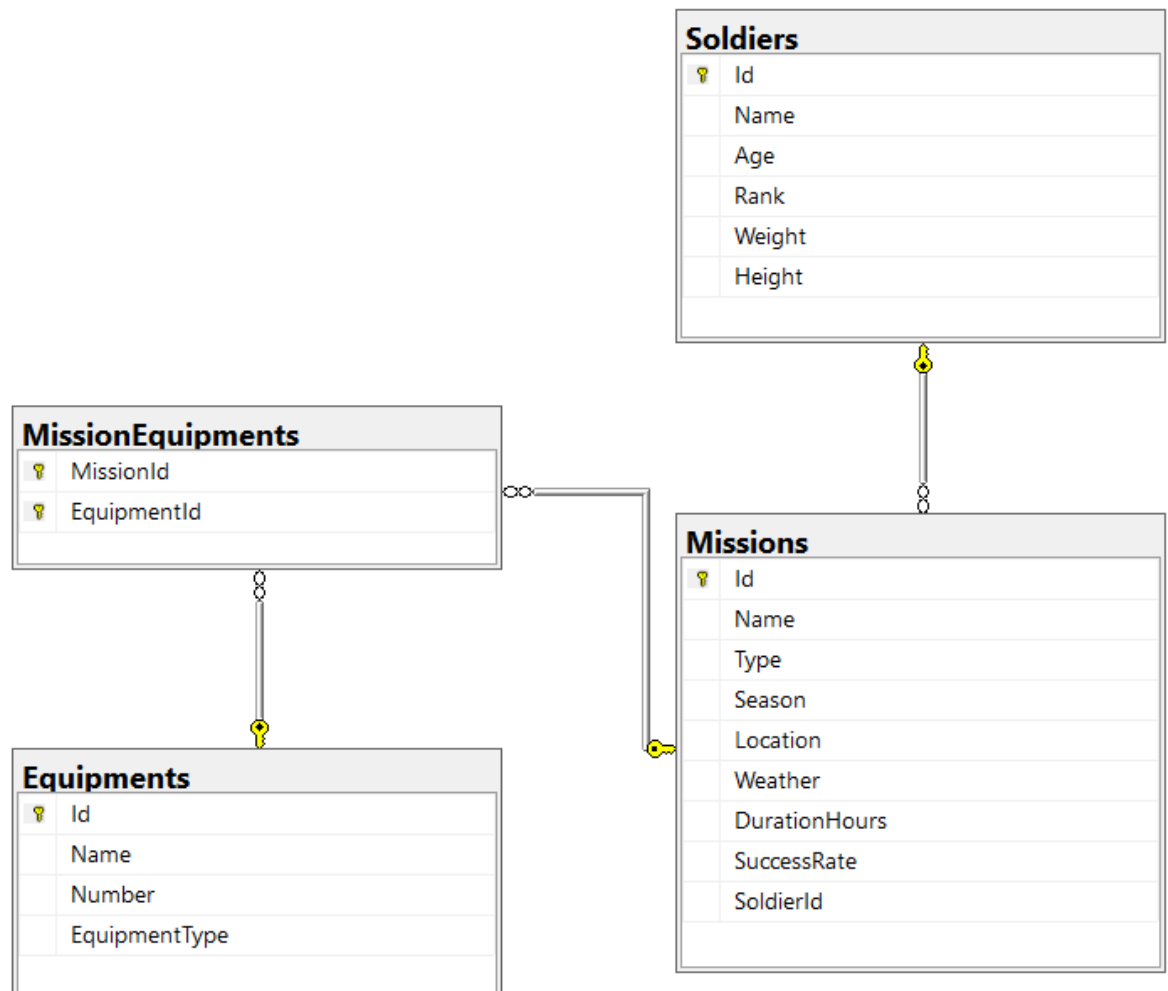 Soldiers
Id
Name
Age
Rank
Weight
Height
MissionEquipments
MissionId
EquipmentId
Missions
Id
Name
Type
Season
Location
Weather
DurationHours
SuccessRate
SoldierId
Equipments
Id
Name
Number
EquipmentType